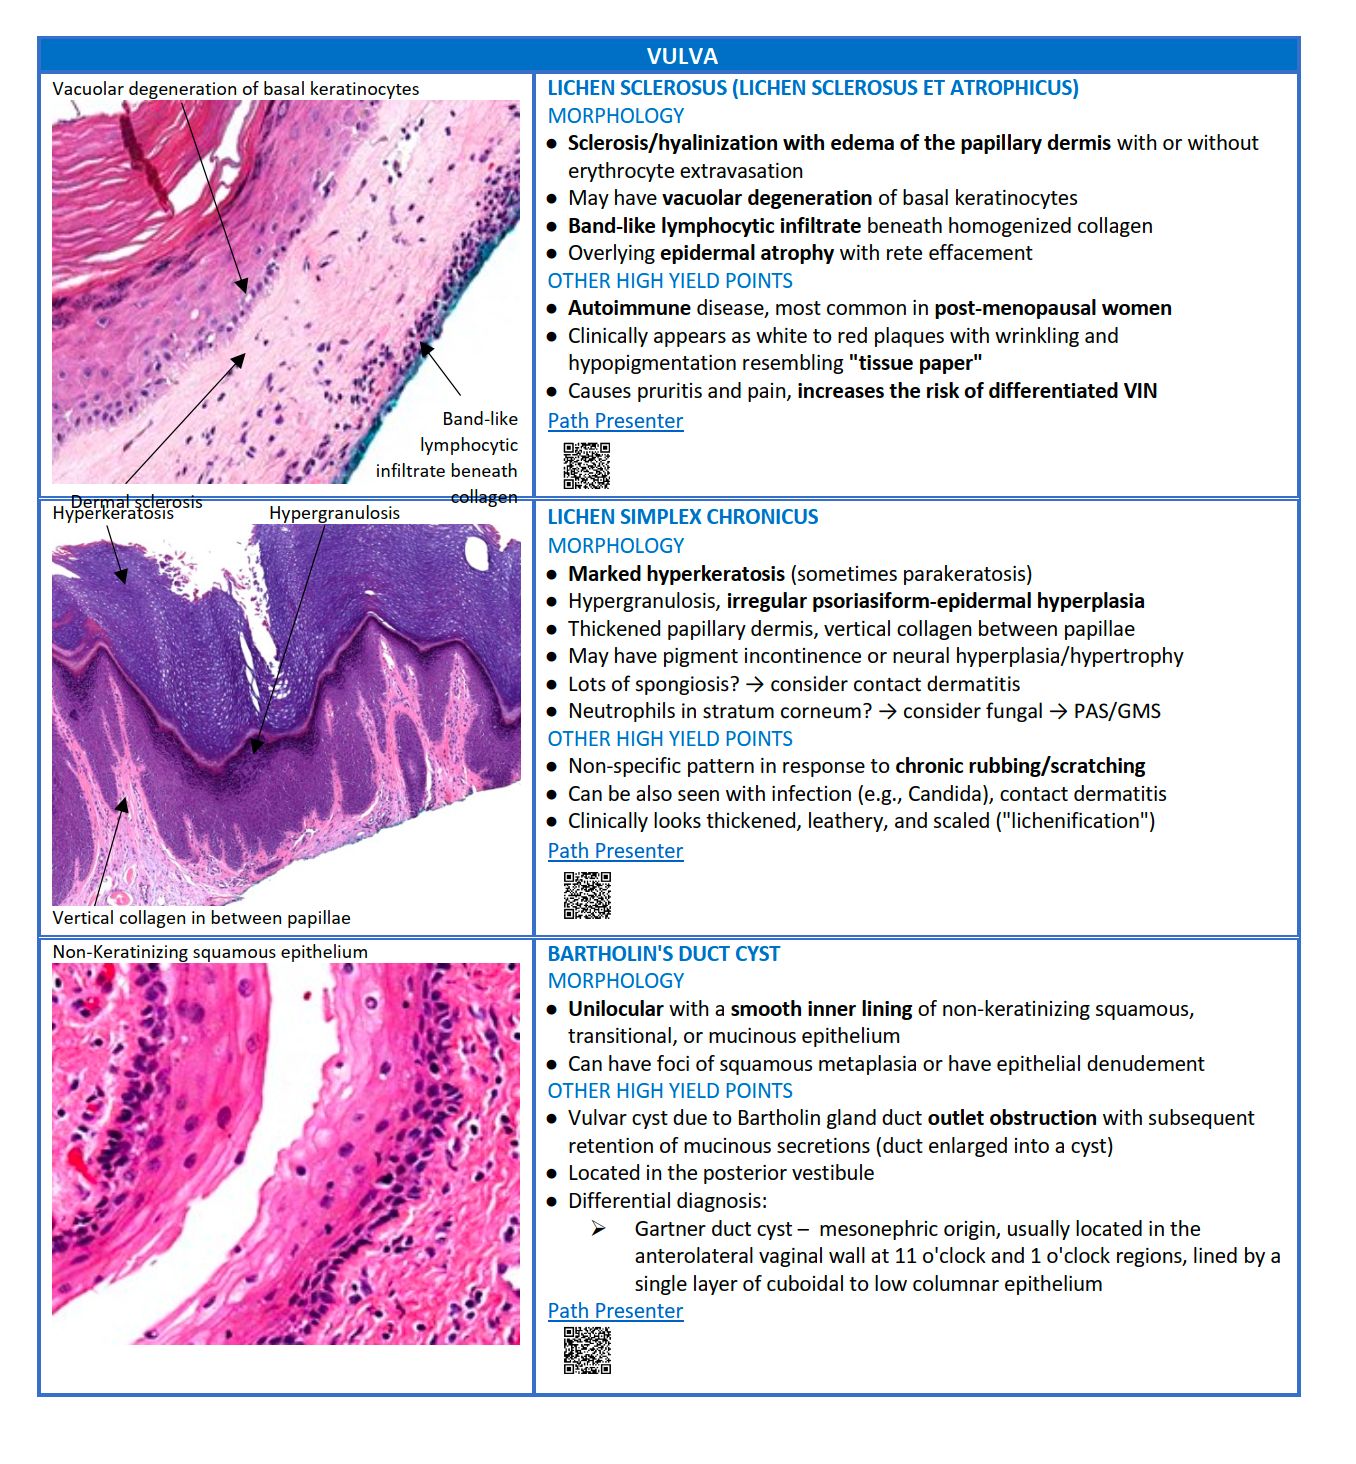 VULVA
Vacuolar degeneration of basal keratinocytes
Band-like
lymphocytic
infiltrate beneath
collagen
Dermal sclerosis
LICHEN SCLEROSUS (LICHEN SCLEROSUS ET ATROPHICUS)
MORPHOLOGY
● Sclerosis/hyalinization with edema of the papillary dermis with or without
erythrocyte extravasation
● May have vacuolar degeneration of basal keratinocytes
● Band-like lymphocytic infiltrate beneath homogenized collagen
● Overlying epidermal atrophy with rete effacement
OTHER HIGH YIELD POINTS
● Autoimmune disease, most common in post-menopausal women
● Clinically appears as white to red plaques with wrinkling and
hypopigmentation resembling "tissue paper"
● Causes pruritis and pain, increases the risk of differentiated VIN
Path Presenter
Hyperkeratosis
Hypergranulosis
Vertical collagen in between papillae
LICHEN SIMPLEX CHRONICUS
MORPHOLOGY
● Marked hyperkeratosis (sometimes parakeratosis)
● Hypergranulosis, irregular psoriasiform-epidermal hyperplasia
● Thickened papillary dermis, vertical collagen between papillae
● May have pigment incontinence or neural hyperplasia/hypertrophy
● Lots of spongiosis? → consider contact dermatitis
● Neutrophils in stratum corneum? → consider fungal → PAS/GMS
OTHER HIGH YIELD POINTS
● Non-specific pattern in response to chronic rubbing/scratching
● Can be also seen with infection (e.g., Candida), contact dermatitis
● Clinically looks thickened, leathery, and scaled ("lichenification")
Path Presenter
Non-Keratinizing squamous epithelium
BARTHOLIN'S DUCT CYST
MORPHOLOGY
● Unilocular with a smooth inner lining of non-keratinizing squamous,
transitional, or mucinous epithelium
● Can have foci of squamous metaplasia or have epithelial denudement
OTHER HIGH YIELD POINTS
● Vulvar cyst due to Bartholin gland duct outlet obstruction with subsequent
retention of mucinous secretions (duct enlarged into a cyst)
● Located in the posterior vestibule
● Differential diagnosis:
➢ Gartner duct cyst – mesonephric origin, usually located in the
anterolateral vaginal wall at 11 o'clock and 1 o'clock regions, lined by a
single layer of cuboidal to low columnar epithelium
Path Presenter